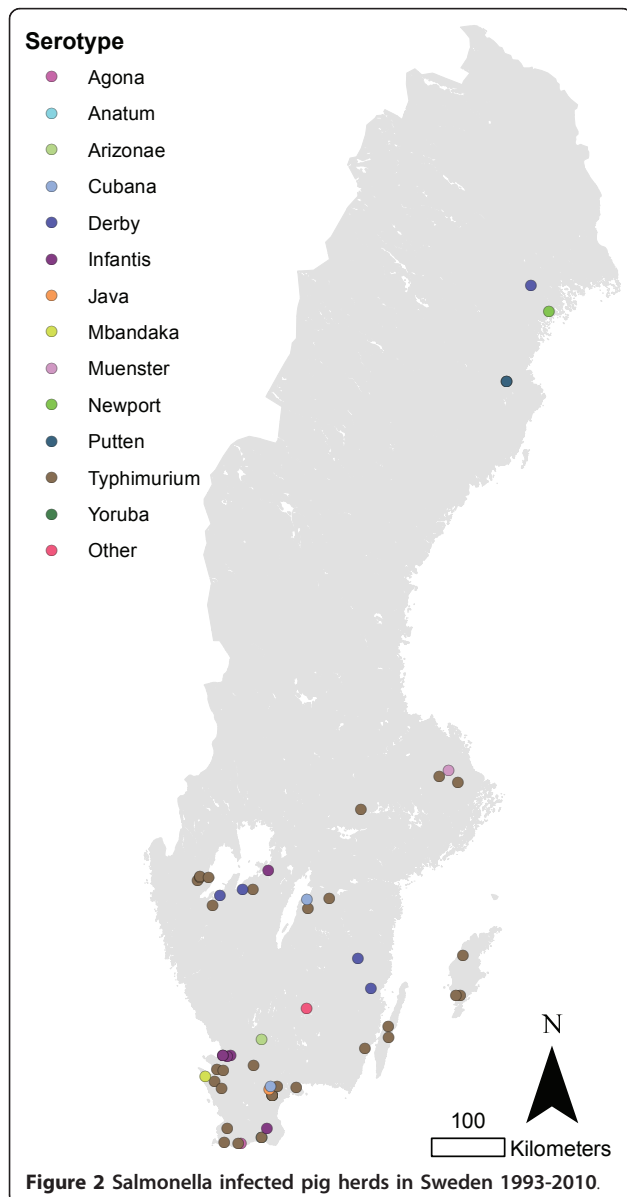 Serotype
Agona
Anatum
Arizonae
Cubana
Derby
Infantis
Java
Mbandaka
Muenster
Newport
Putten
Typhimurium
Yoruba
Other
N
100
Kilometers
Figure 2 Salmonella infected pig herds in Sweden 1993-2010.